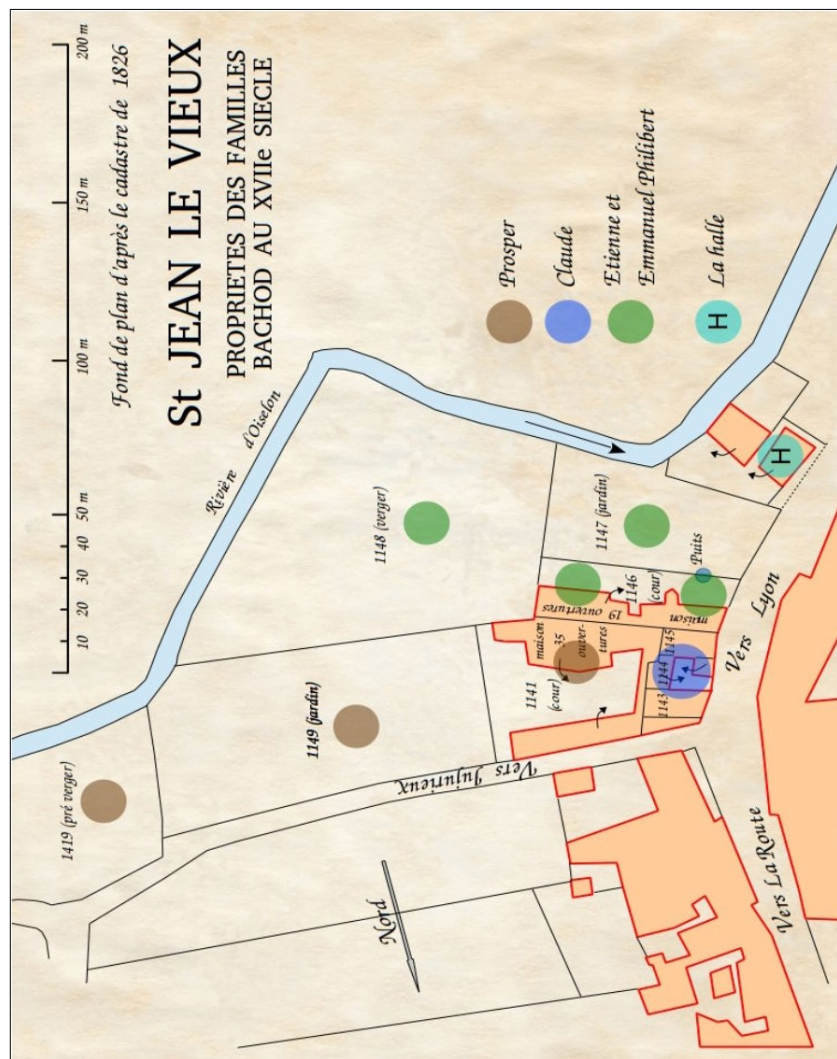 St JEAN LE VIEUX
PROPRIETES DES FAMILLES
BACHOD AU XVIIe SIECLE
Fond de plan d'après le cadastre de 1826
10
20
30
40
50 m
100 m
150 m
200 m
Prosper
Claude
Etienne et
Emmanuel Philibert
H
La halle
Rivière
d'Oiselon
1419 (pré verger)
1149 (jardin)
1148 (verger)
1147 (jardin)
Puits
1146
(cour)
maison
19 ouvertures
maison
35
ouver-
tures
1141
(cour)
1143
1144
1145
H
Vers Jujurieux
Vers Lyon
Vers La Route
Nord